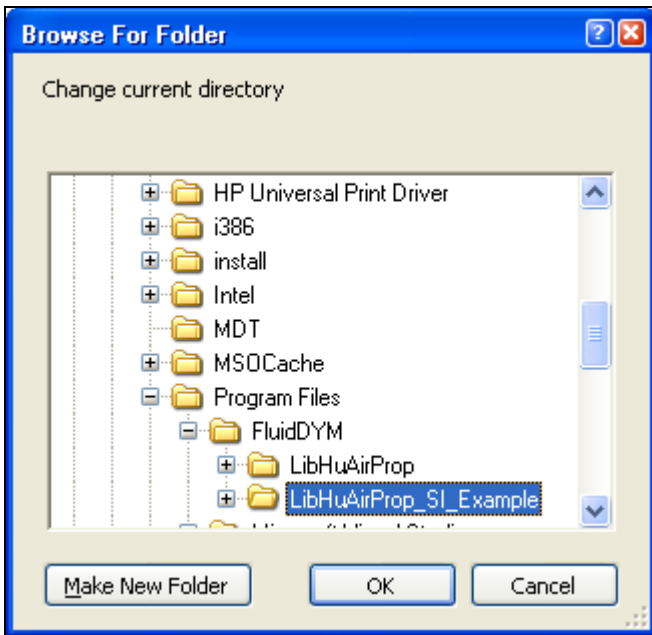 Browse For Folder
Change current directory
HP Universal Print Driver
i386
install
Intel
MDT
MSOCache
Program Files
FluidDYM
LibHuAirProp
LibHuAirProp_SI_Example
Make New Folder
OK
Cancel